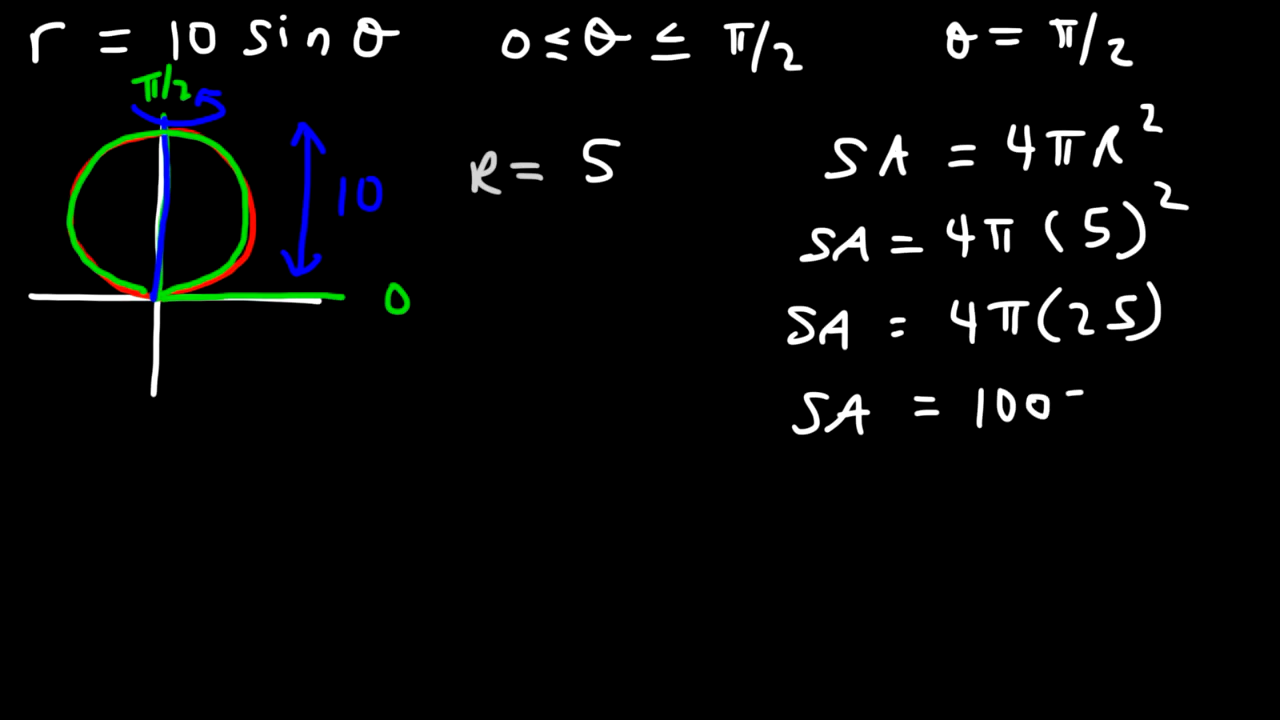 r = 10 sin θ 0 ≤ θ ≤ π/2 θ = π/2
π/2
10
0
R = 5
SA = 4πR²
SA = 4π(5)²
SA = 4π(25)
SA = 100